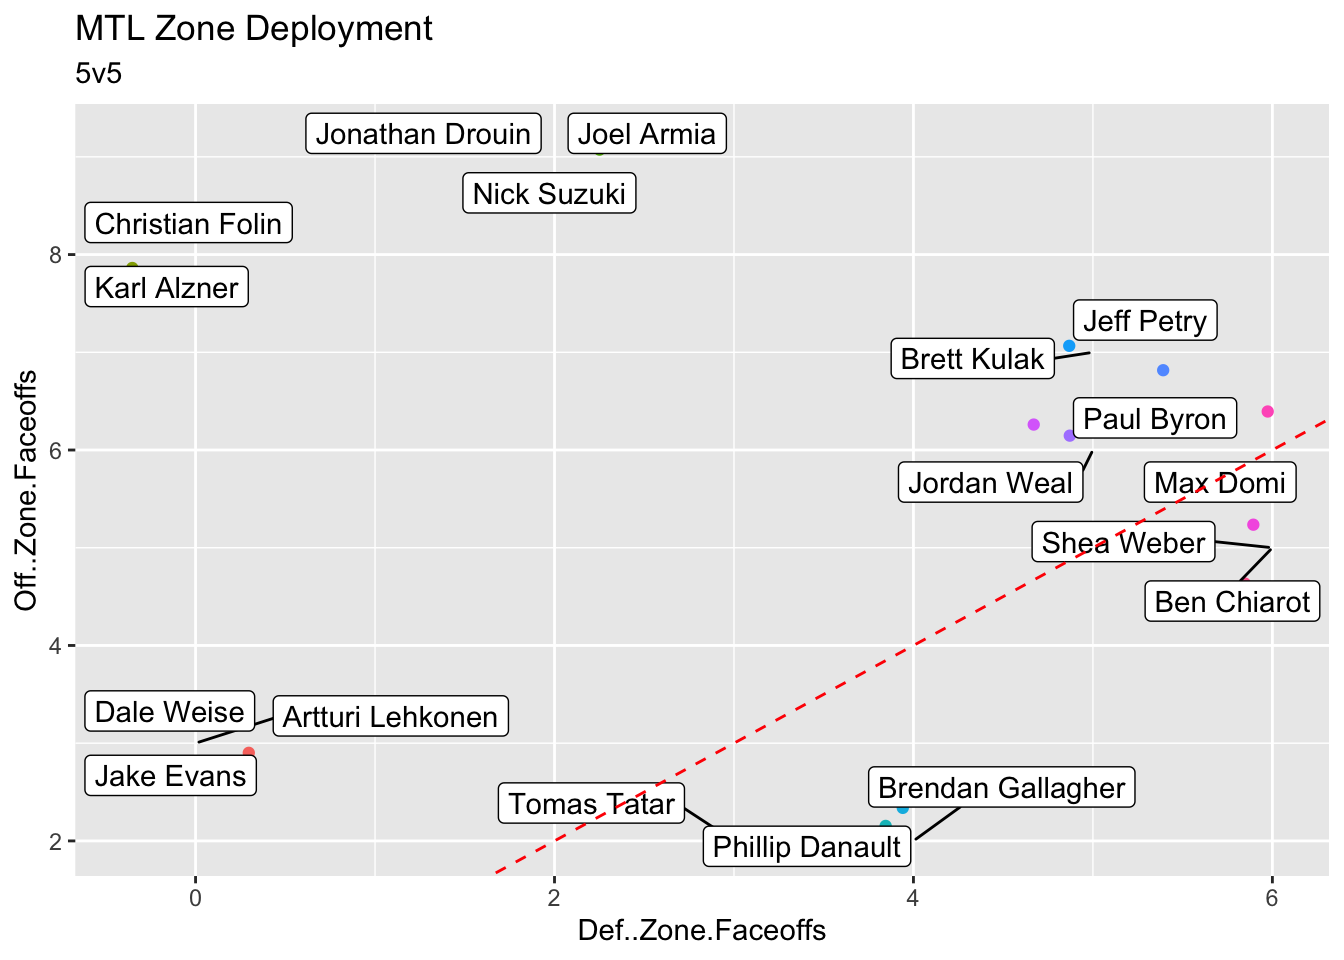 MTL Zone Deployment
5v5
Jonathan Drouin
Joel Armia
Nick Suzuki
Christian Folin
Karl Alzner
Jeff Petry
Brett Kulak
Paul Byron
Jordan Weal
Max Domi
Shea Weber
Ben Chiarot
Dale Weise
Artturi Lehkonen
Jake Evans
Brendan Gallagher
Tomas Tatar
Phillip Danault
8
6
4
2
Off..Zone.Faceoffs
0
2
4
6
Def..Zone.Faceoffs